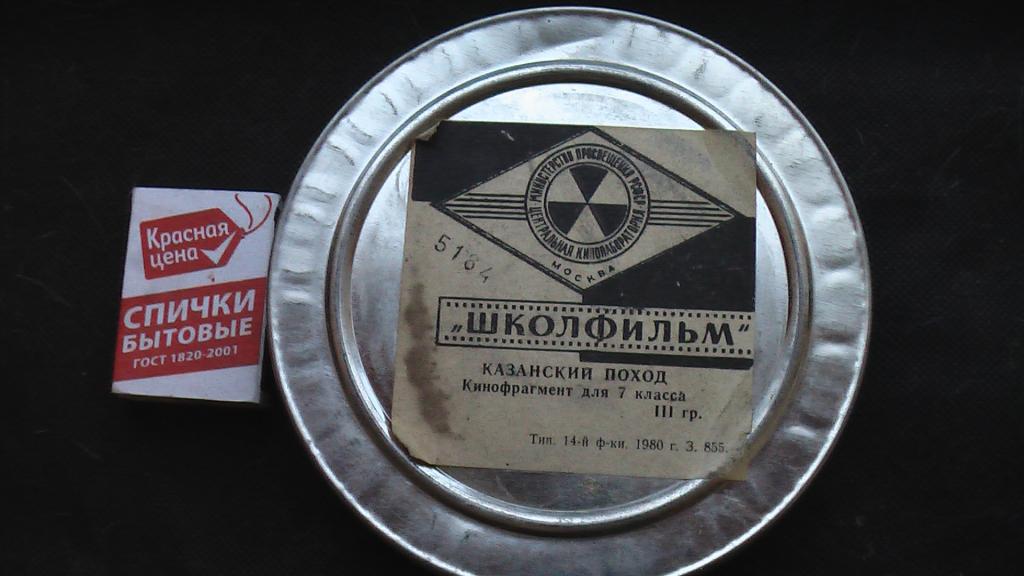 Красная
цена
СПИЧКИ
БЫТОВЫЕ
ГОСТ 1820-2001
МИНИСТЕРСТВО ПРОСВЕЩЕНИЯ РСФСР
ЦЕНТРАЛЬНАЯ КИНОЛАБОРАТОРИЯ
МОСКВА
5184
„ШКОЛФИЛЬМ“
КАЗАНСКИЙ ПОХОД
Кинофрагмент для 7 класса
III гр.
Тип. 14-й ф-ки. 1980 г. З. 855.